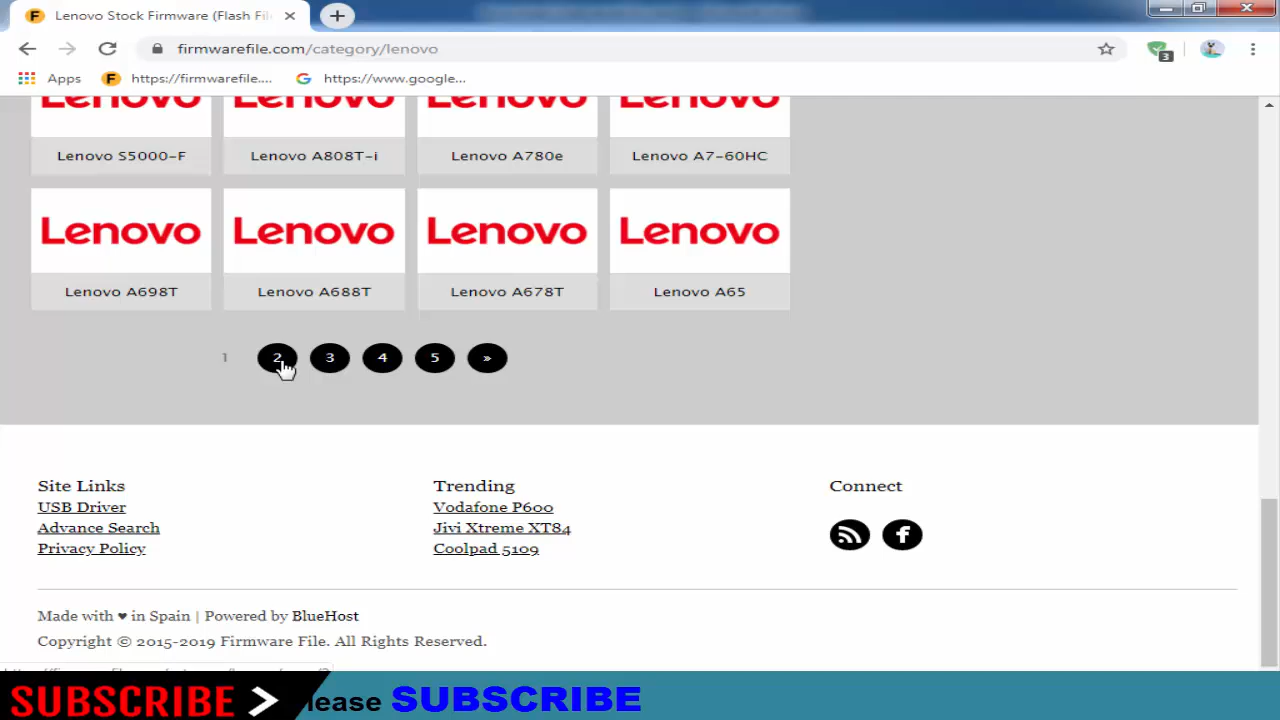 Lenovo Stock Firmware (Flash Fil
firmwarefile.com/category/lenovo
3
Apps
https://firmwarefile....
https://www.google...
Lenovo Lenovo Lenovo Lenovo
Lenovo S5000-F Lenovo A808T-i Lenovo A780e Lenovo A7-60HC
Lenovo Lenovo Lenovo Lenovo
Lenovo A698T Lenovo A688T Lenovo A678T Lenovo A65
1 2 3 4 5 »
Site Links
USB Driver
Advance Search
Privacy Policy
Trending
Vodafone P600
Jivi Xtreme XT84
Coolpad 5109
Connect
Made with ♥ in Spain | Powered by BlueHost
Copyright © 2015-2019 Firmware File. All Rights Reserved.
SUBSCRIBE > lease SUBSCRIBE